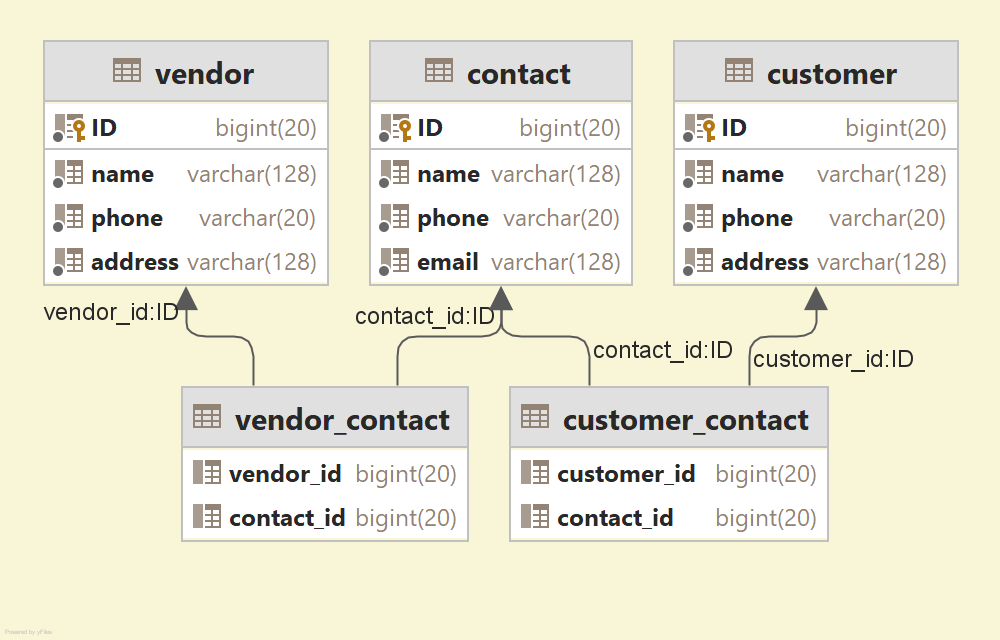 vendor
ID bigint(20)
name varchar(128)
phone varchar(20)
address varchar(128)
contact
ID bigint(20)
name varchar(128)
phone varchar(20)
email varchar(128)
customer
ID bigint(20)
name varchar(128)
phone varchar(20)
address varchar(128)
vendor_id:ID
contact_id:ID
contact_id:ID
customer_id:ID
vendor_contact
vendor_id bigint(20)
contact_id bigint(20)
customer_contact
customer_id bigint(20)
contact_id bigint(20)
Powered by yFiles